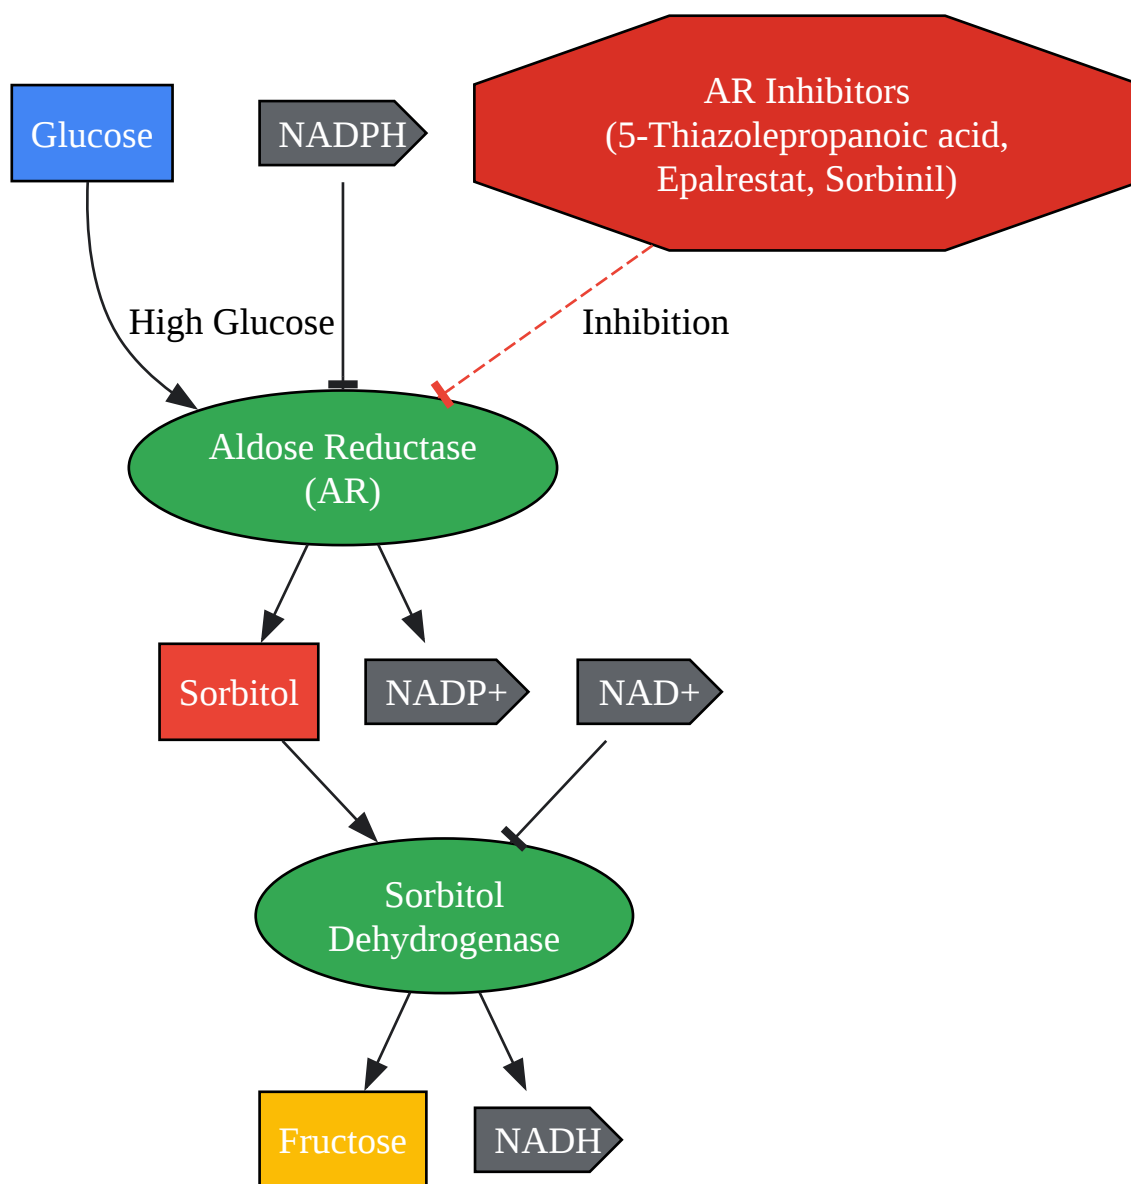 Glucose
NADPH
AR Inhibitors
(5-Thiazolepropanoic acid,
Epalrestat, Sorbinil)
High Glucose
Inhibition
Aldose Reductase
(AR)
Sorbitol
NADP+
NAD+
Sorbitol
Dehydrogenase
Fructose
NADH